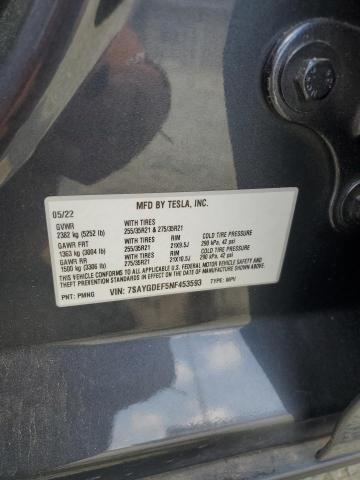 MFD BY TESLA, INC.
05/22
GVWR WITH TIRES
2382 kg (5252 lb) 255/35R21 & 275/35R21
GAWR FRT WITH TIRES RIM COLD TIRE PRESSURE
1363 kg (3004 lb) 255/35R21 21X9.5J 290 kPa, 42 psi
GAWR RR WITH TIRES RIM COLD TIRE PRESSURE
1500 kg (3306 lb) 275/35R21 21X10.5J 290 kPa, 42 psi
THIS VEHICLE CONFORMS TO ALL APPLICABLE U.S. FEDERAL MOTOR VEHICLE SAFETY
BUMPER, AND THEFT PREVENTION STANDARDS IN EFFECT ON THE DATE OF MANUFACTURE SHOWN ABOVE.
PNT: PMNG VIN: 7SAYGDEF5NF453593 TYPE: MPV